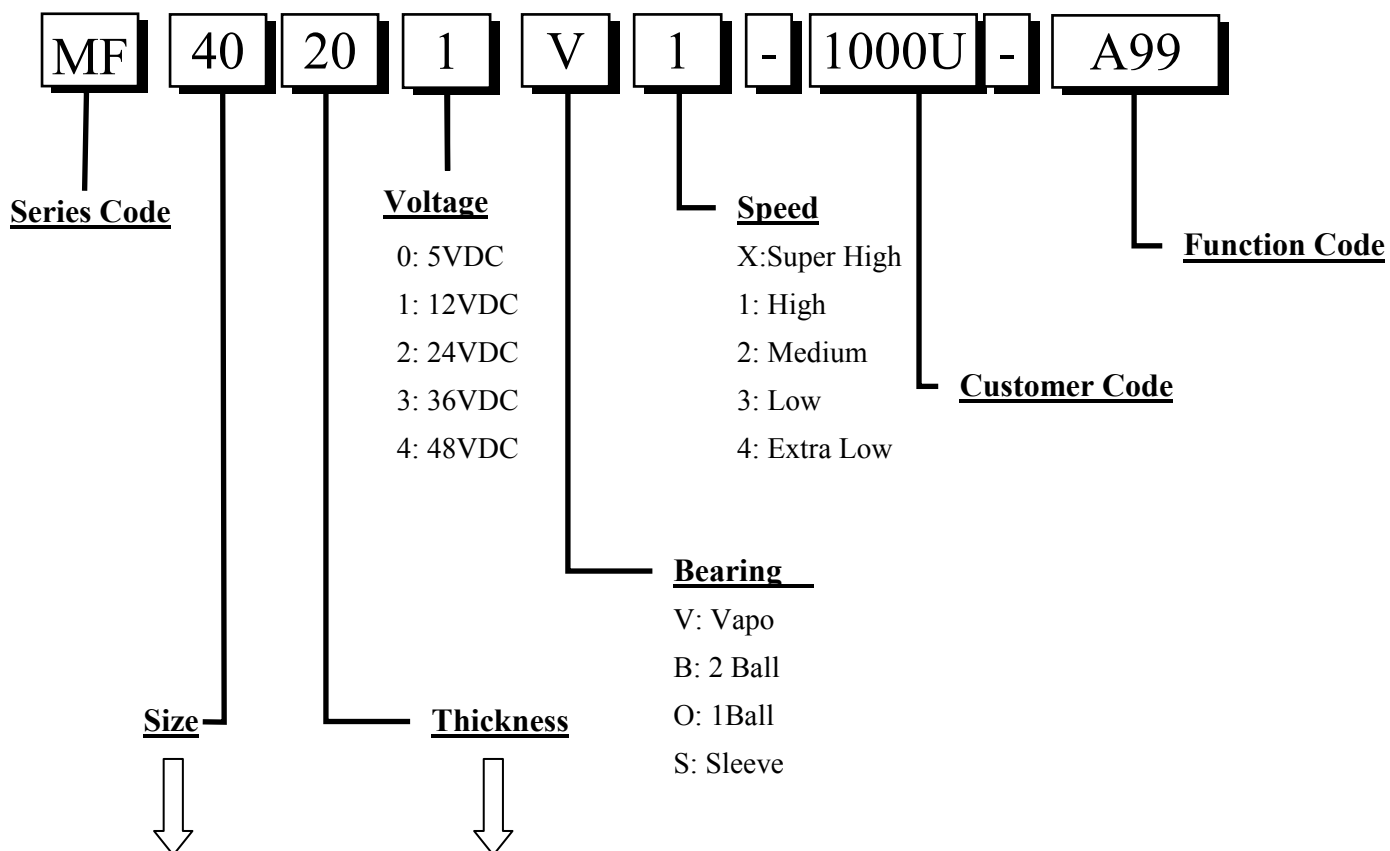 MF 40 20 1 V 1 - 1000U - A99
Series Code
Voltage
0: 5VDC
1: 12VDC
2: 24VDC
3: 36VDC
4: 48VDC
Speed
X:Super High
1: High
2: Medium
3: Low
4: Extra Low
Function Code
Customer Code
Bearing
V: Vapo
B: 2 Ball
O: 1Ball
S: Sleeve
Size
Thickness